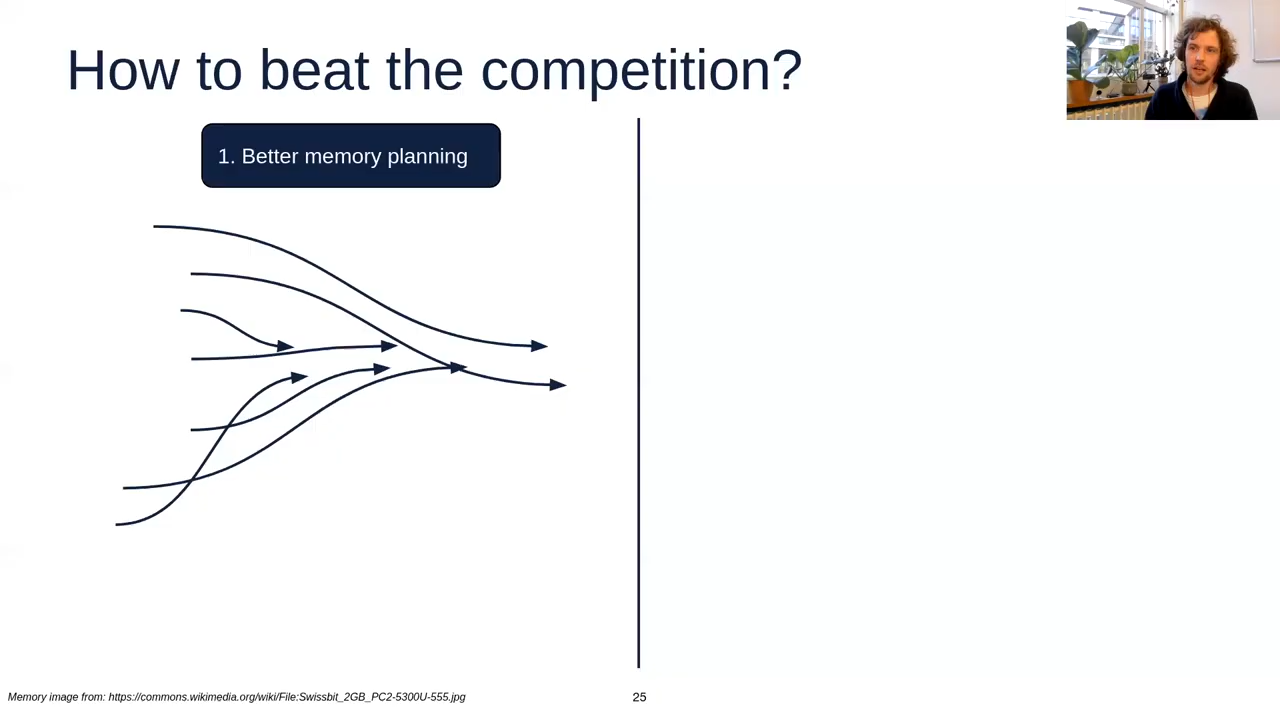 How to beat the competition?
1. Better memory planning
Memory image from: https://commons.wikimedia.org/wiki/File:Swissbit_2GB_PC2-5300U-555.jpg
25